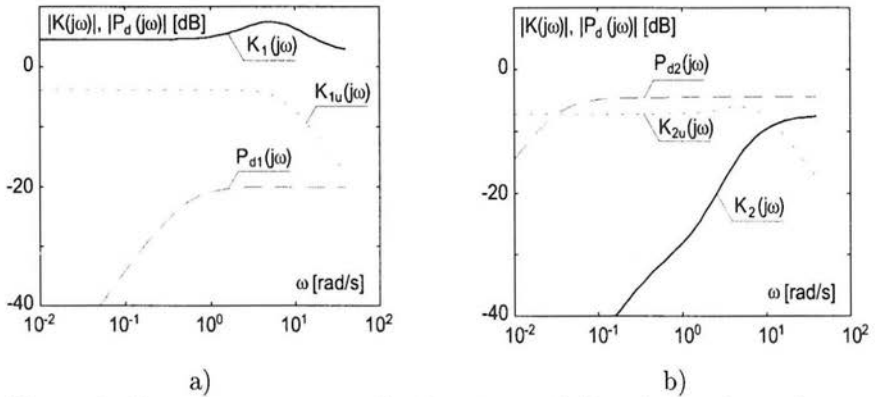 |K(jω)|, |P_d (jω)| [dB]
K_1(jω)
0
K_1u(jω)
P_d1(jω)
-20
ω [rad/s]
-40
10^-2 10^-1 10^0 10^1 10^2
a)
|K(jω)|, |P_d (jω)| [dB]
P_d2(jω)
0
K_2u(jω)
-20
K_2(jω)
ω [rad/s]
-40
10^-2 10^-1 10^0 10^1 10^2
b)